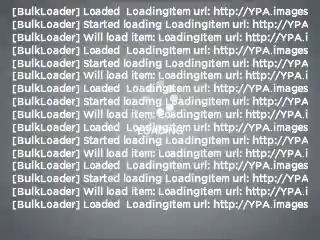 [BulkLoader] Loaded  LoadingItem url: http://YPA.images
[BulkLoader] Started loading LoadingItem url: http://YPA
[BulkLoader] Will load item: LoadingItem url: http://YPA.i
[BulkLoader] Loaded  LoadingItem url: http://YPA.images
[BulkLoader] Started loading LoadingItem url: http://YPA
[BulkLoader] Will load item: LoadingItem url: http://YPA.i
[BulkLoader] Loaded  LoadingItem url: http://YPA.images
[BulkLoader] Started loading LoadingItem url: http://YPA
[BulkLoader] Will load item: LoadingItem url: http://YPA.i
[BulkLoader] Loaded  LoadingItem url: http://YPA.images
LOADING
[BulkLoader] Started loading LoadingItem url: http://YPA
[BulkLoader] Will load item: LoadingItem url: http://YPA.i
[BulkLoader] Loaded  LoadingItem url: http://YPA.images
[BulkLoader] Started loading LoadingItem url: http://YPA
[BulkLoader] Will load item: LoadingItem url: http://YPA.i
[BulkLoader] Loaded  LoadingItem url: http://YPA.images